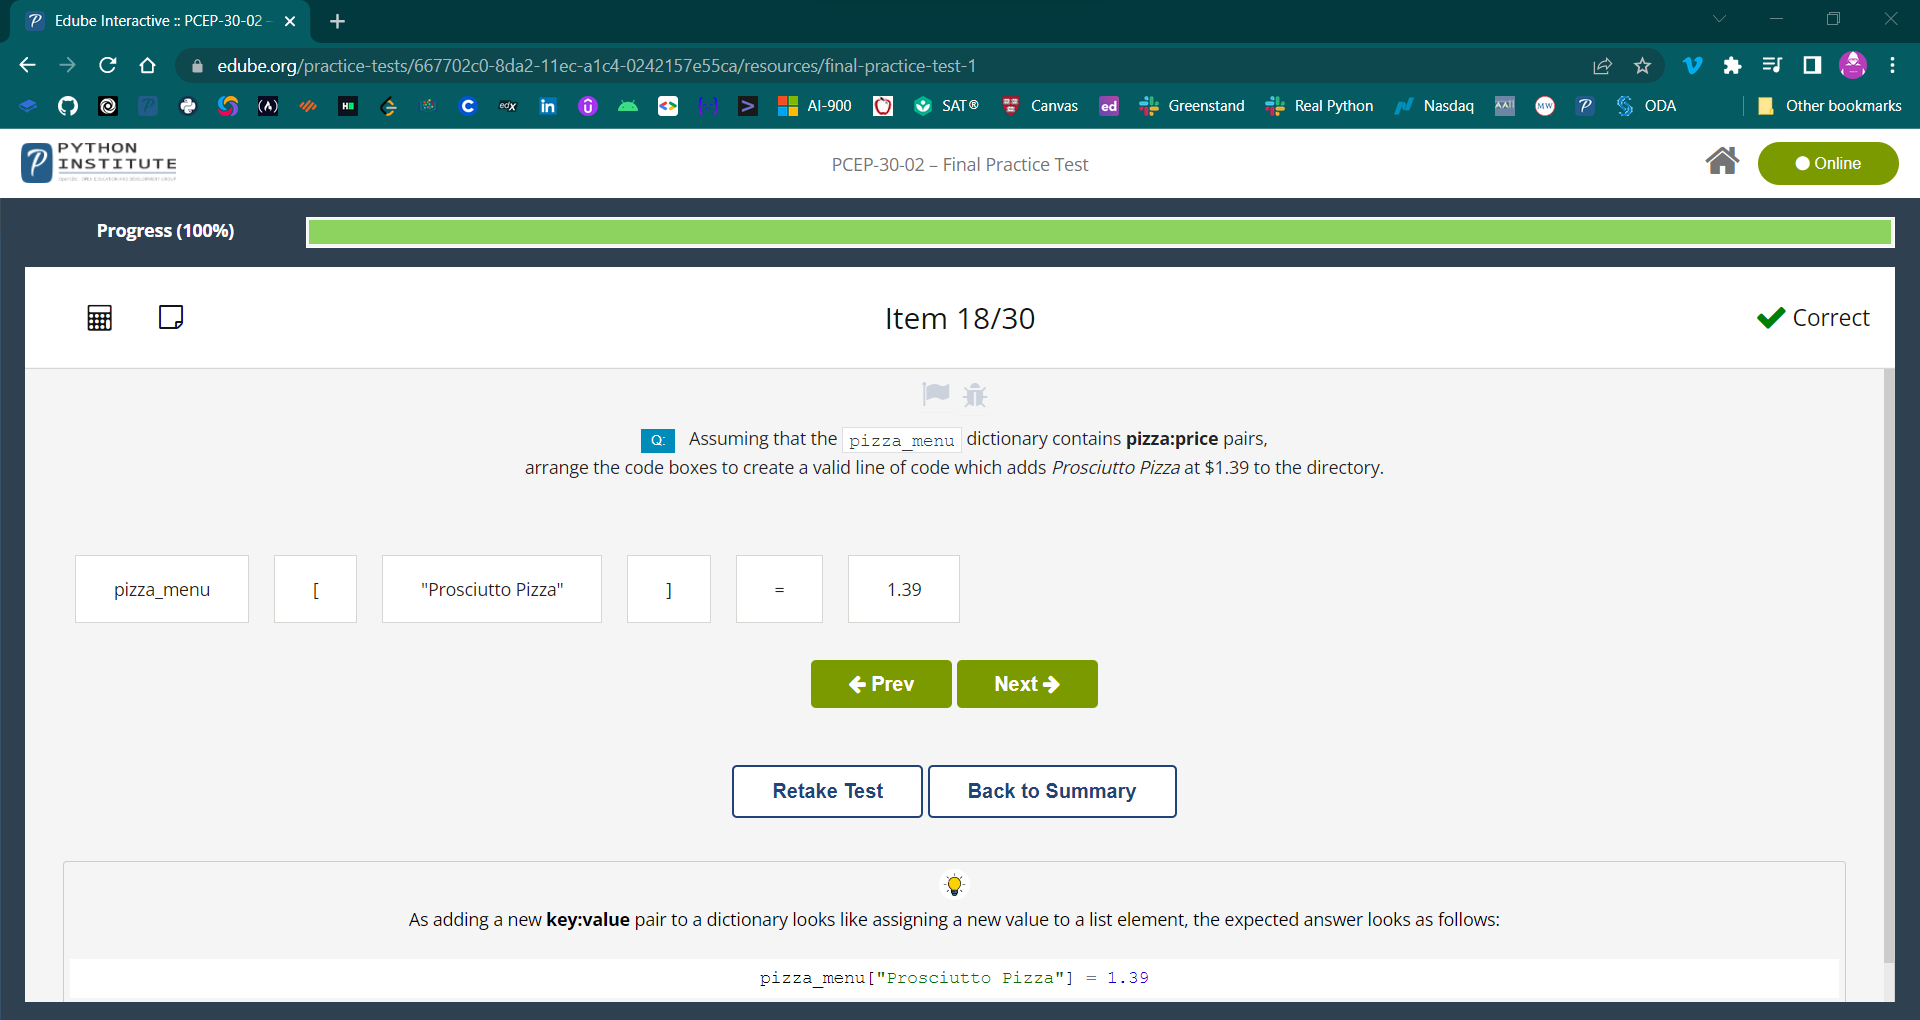 Edube Interactive :: PCEP-30-02 –
edube.org/practice-tests/667702c0-8da2-11ec-a1c4-0242157e55ca/resources/final-practice-test-1
AI-900 SAT® Canvas ed Greenstand Real Python Nasdaq AATI MW ODA Other bookmarks
PYTHON
INSTITUTE
PCEP-30-02 – Final Practice Test
Online
Progress (100%)
Item 18/30
Correct
Q: Assuming that the pizza_menu dictionary contains pizza:price pairs,
arrange the code boxes to create a valid line of code which adds Prosciutto Pizza at $1.39 to the directory.
pizza_menu [ "Prosciutto Pizza" ] = 1.39
Prev Next
Retake Test Back to Summary
As adding a new key:value pair to a dictionary looks like assigning a new value to a list element, the expected answer looks as follows:
pizza_menu["Prosciutto Pizza"] = 1.39